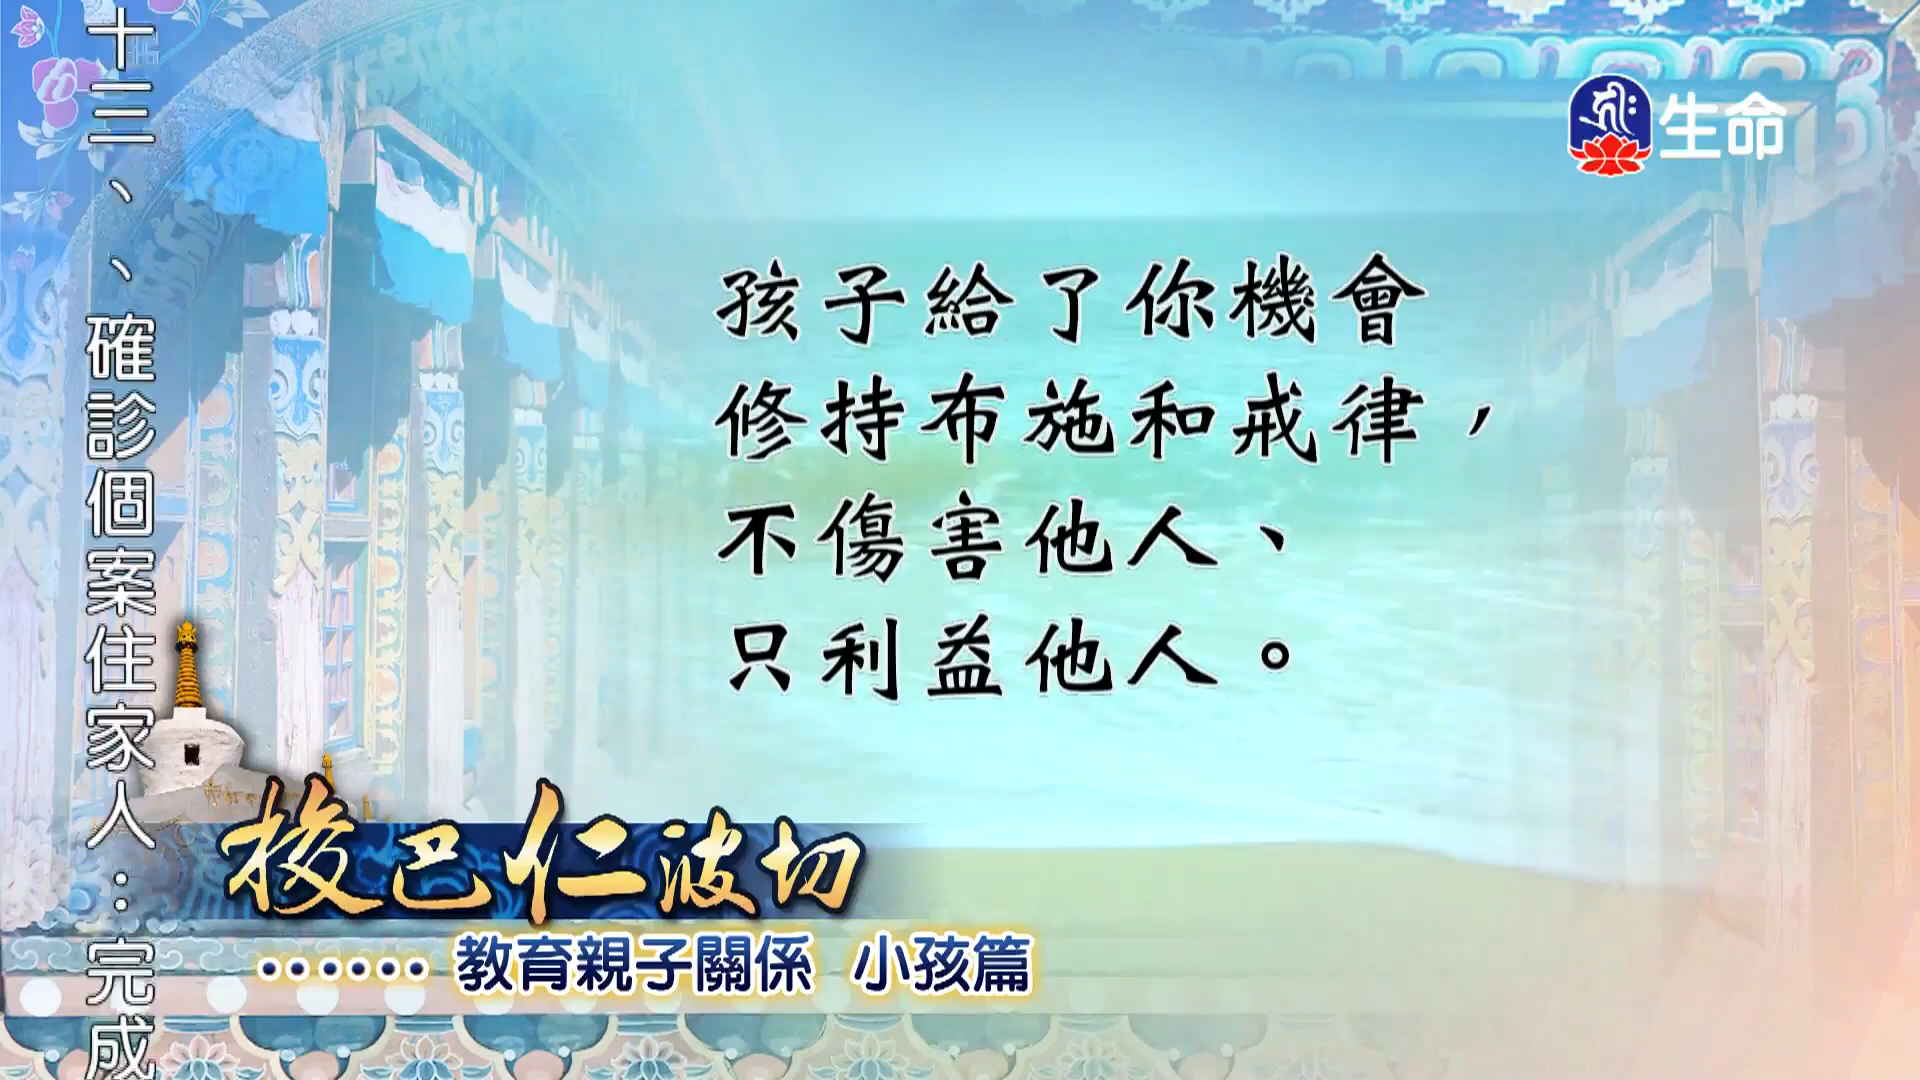 生命
孩子給了你機會
修持布施和戒律，
不傷害他人、
只利益他人。
梭巴仁波切
……教育親子關係 小孩篇
十三、、確診個案住家人：完成